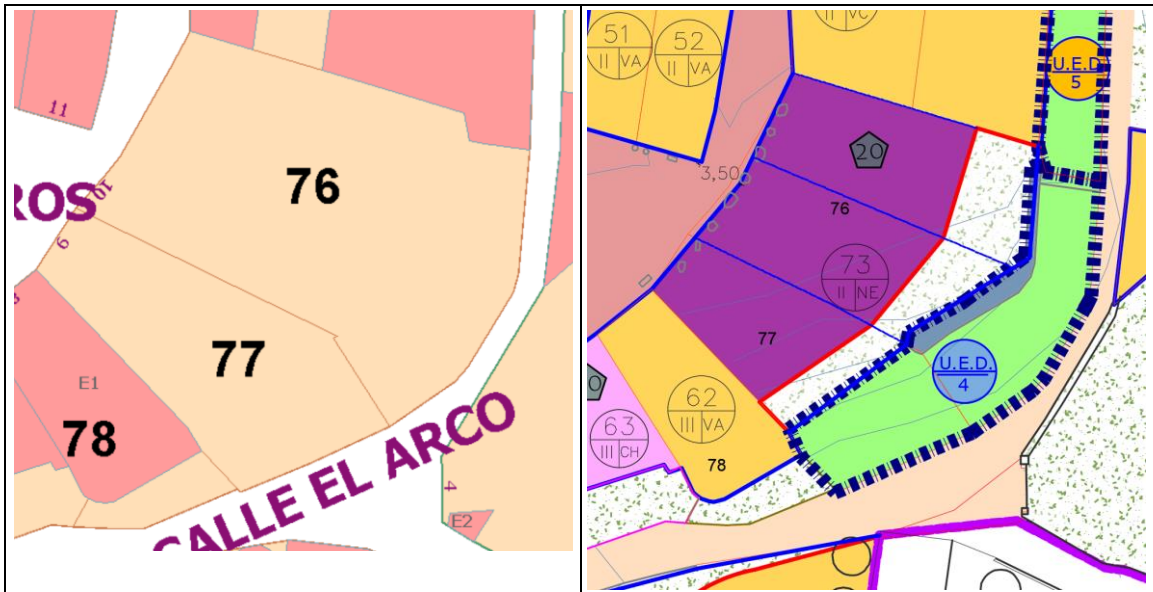 11
76
10
ROS
9
77
E1
78
CALLE EL ARCO
4
E2
II VC
51
II VA
52
II VA
U.E.D.
5
20
3,50
76
73
II NE
77
U.E.D.
4
62
III VA
63
III CH
78